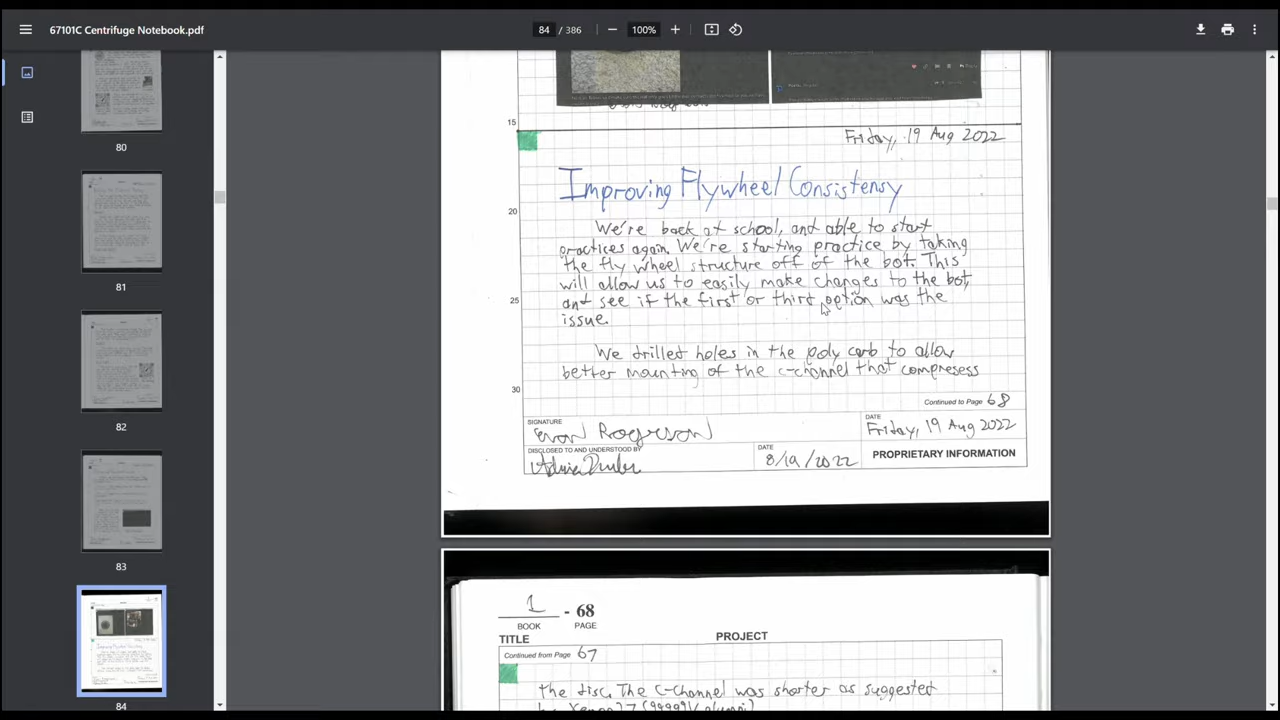 67101C Centrifuge Notebook.pdf
84 / 386
100%
80
81
82
83
84
15
Friday, 19 Aug 2022
Improving Flywheel Consistensy
20
We're back at school, and able to start
practices again. We're starting practice by taking
the fly wheel structure off of the bot. This
will allow us to easily make changes to the bot,
and see if the first or third option was the
25
issue.
We drilled holes in the poly carb to allow
better mounting of the c-channel that compresess
30
Continued to Page 68
SIGNATURE
Evan Rogerson
DATE
Friday, 19 Aug 2022
DISCLOSED TO AND UNDERSTOOD BY
DATE
8/19/2022
PROPRIETARY INFORMATION
1 - 68
BOOK PAGE
TITLE
PROJECT
Continued from Page 67
the disc. The c-channel was shorter as suggested